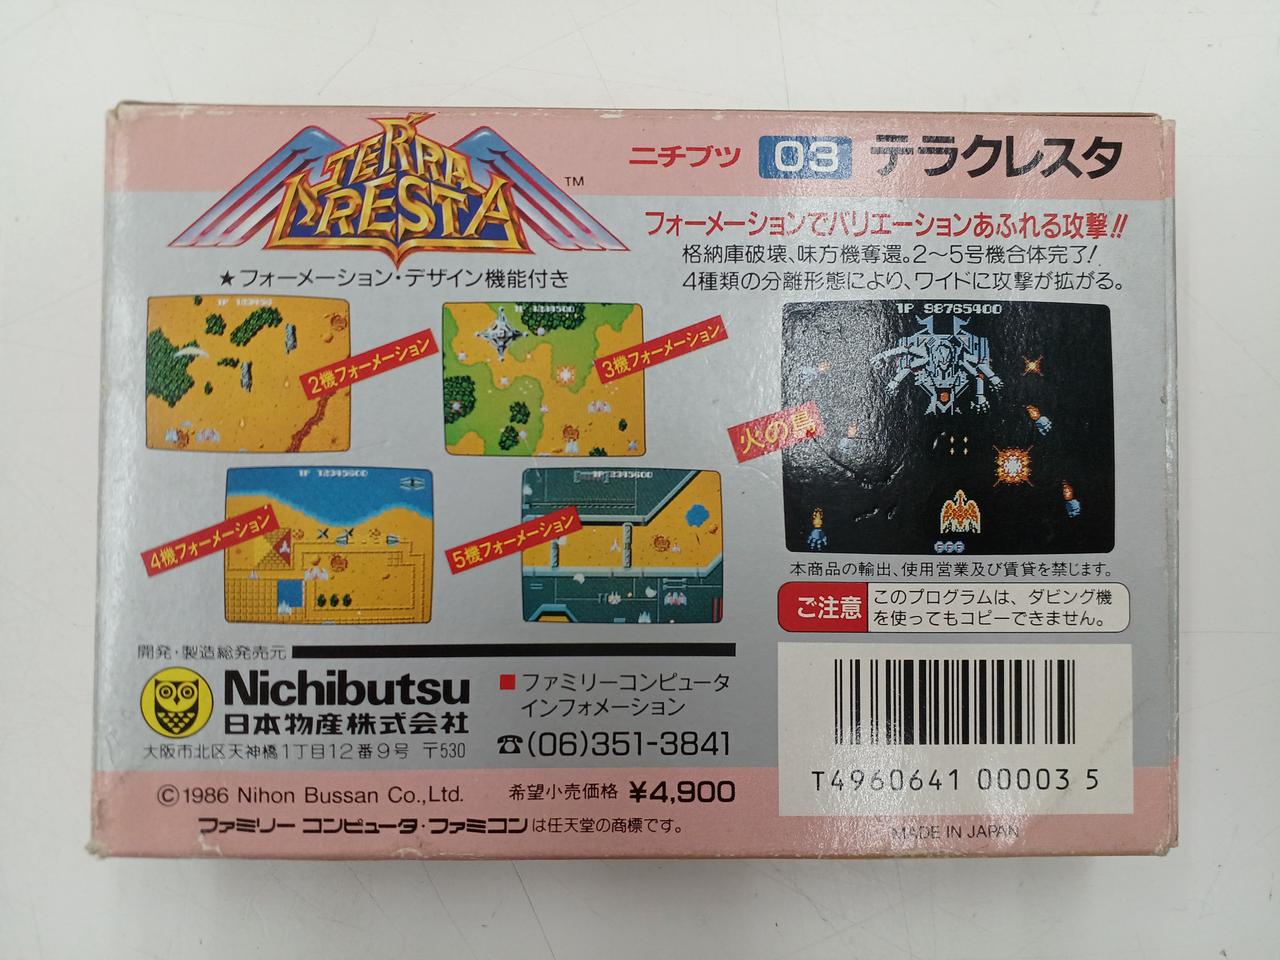 TERRA
CRESTA
TM
ニチブツ 03 テラクレスタ
★フォーメーション・デザイン機能付き
フォーメーションでバリエーションあふれる攻撃!!
格納庫破壊、味方機奪還。2〜5号機合体完了!
4種類の分離形態により、ワイドに攻撃が拡がる。
1P 123456
2機フォーメーション
3機フォーメーション
1P 98765400
火の鳥
FFF
1P 12345600
4機フォーメーション
1P 12345600
5機フォーメーション
本商品の輸出、使用営業及び賃貸を禁じます。
ご注意
このプログラムは、ダビング機
を使ってもコピーできません。
開発・製造総発売元
Nichibutsu
日本物産株式会社
大阪市北区天神橋1丁目12番9号 〒530
■ファミリーコンピュータ
インフォメーション
☎(06)351-3841
©1986 Nihon Bussan Co.,Ltd.
希望小売価格 ¥4,900
ファミリーコンピュータ・ファミコンは任天堂の商標です。
T4960641 00003 5
MADE IN JAPAN